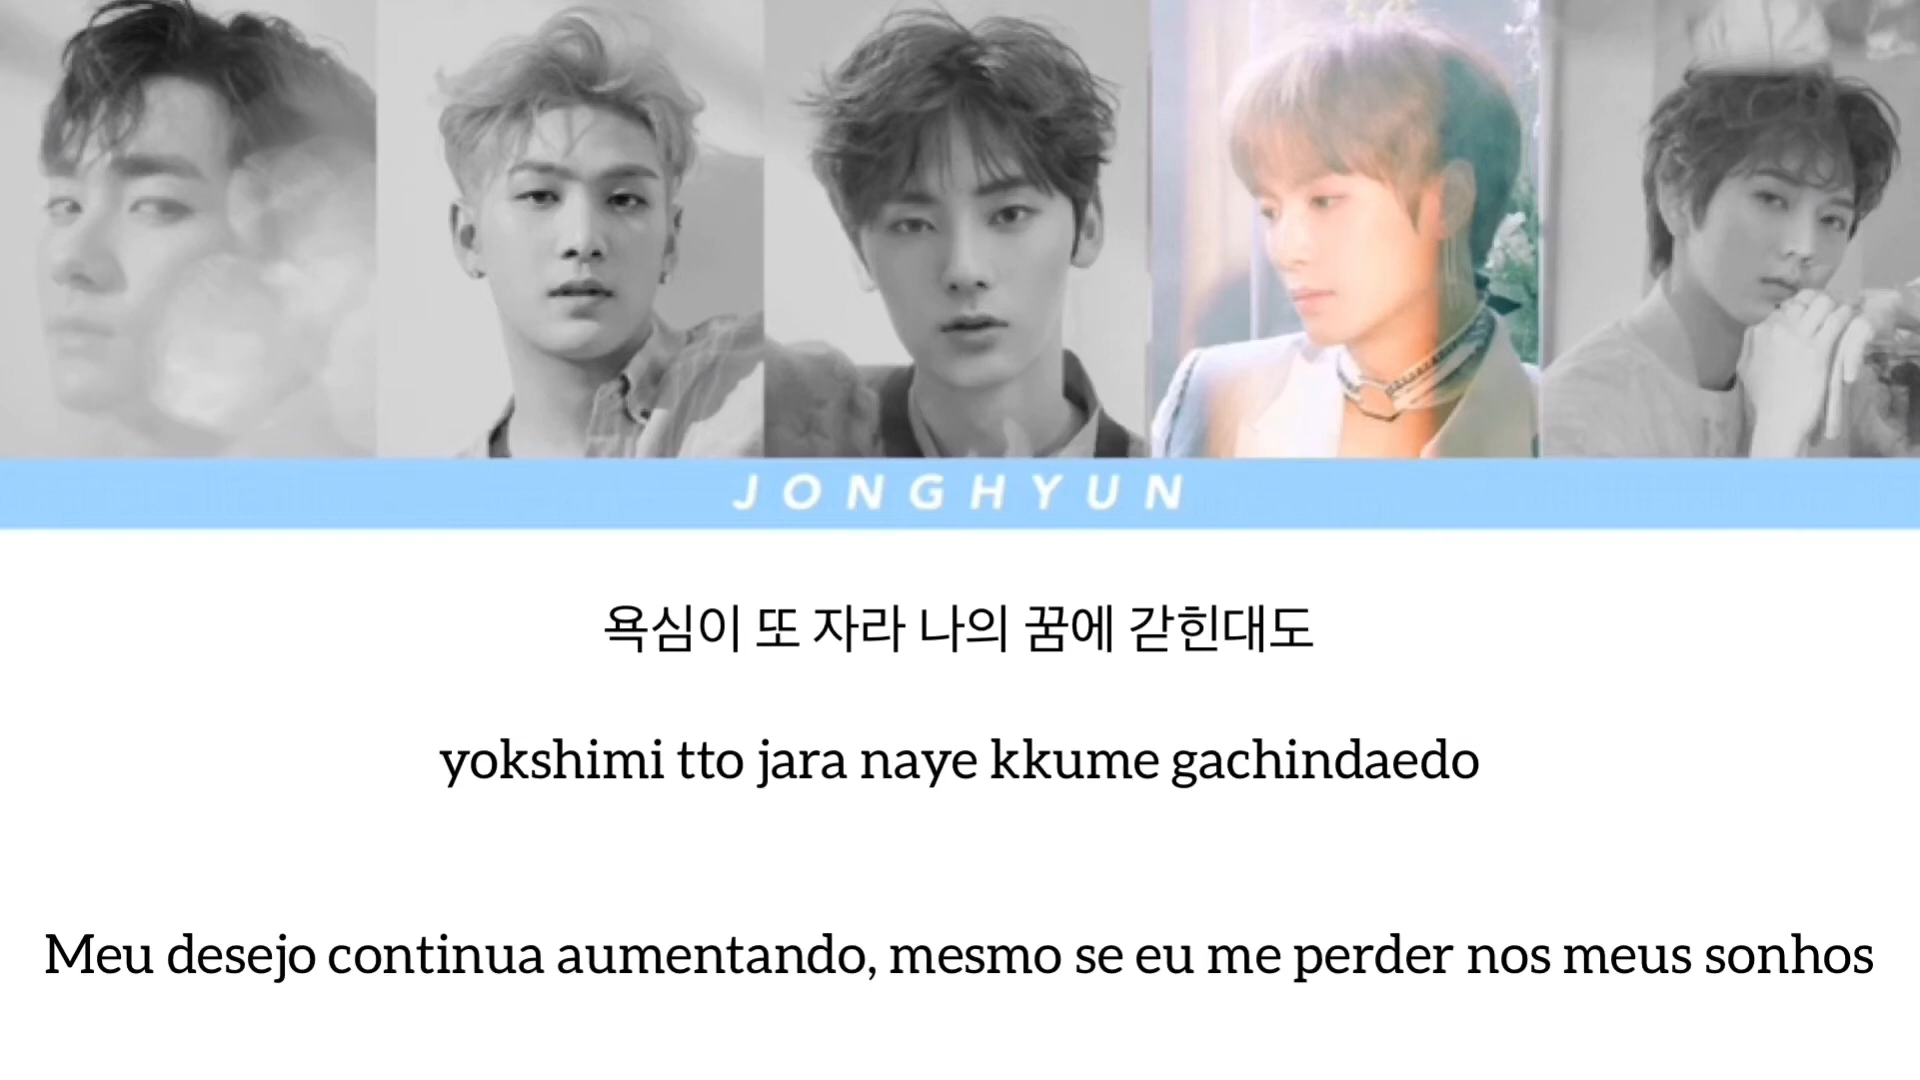 JONGHYUN
욕심이 또 자라 나의 꿈에 갇힌대도
yokshimi tto jara naye kkume gachindaedo
Meu desejo continua aumentando, mesmo se eu me perder nos meus sonhos